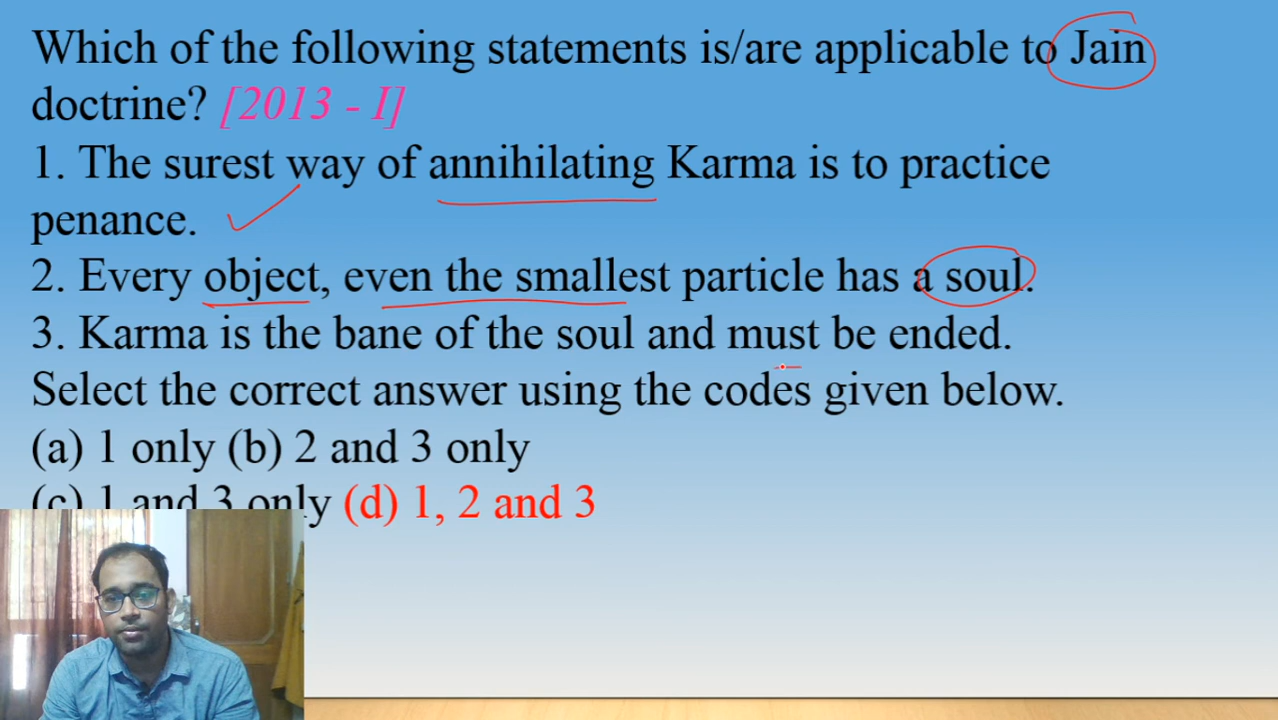 Which of the following statements is/are applicable to Jain
doctrine? [2013 - I]
1. The surest way of annihilating Karma is to practice
penance.
2. Every object, even the smallest particle has a soul.
3. Karma is the bane of the soul and must be ended.
Select the correct answer using the codes given below.
(a) 1 only (b) 2 and 3 only
(c) 1 and 3 only (d) 1, 2 and 3